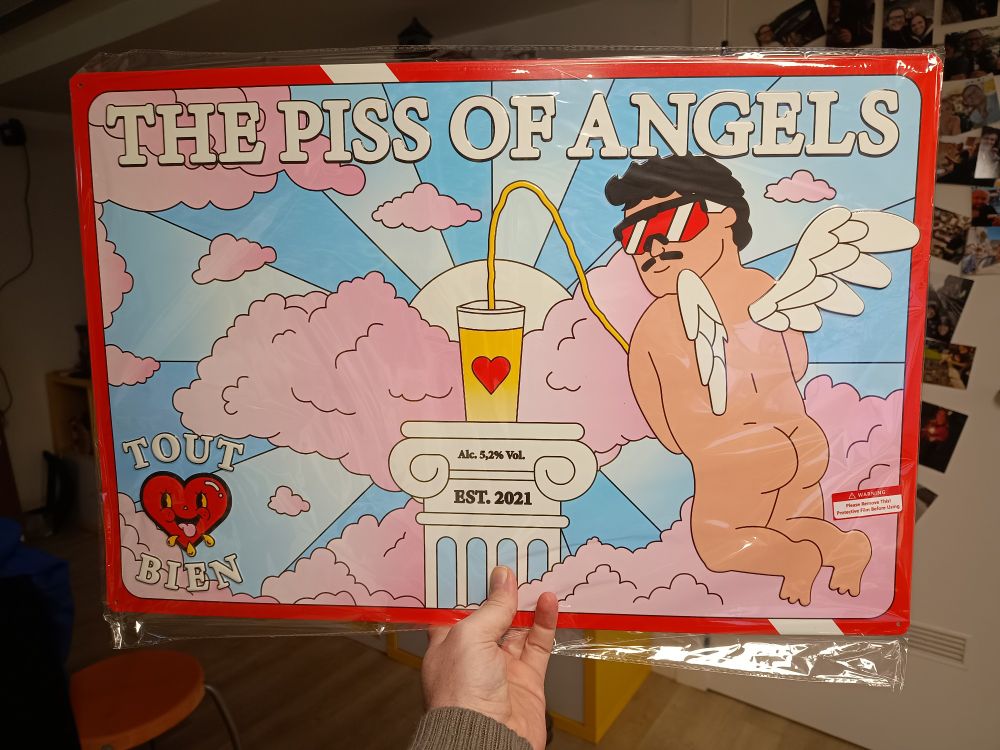 THE PISS OF ANGELS
Alc. 5,2% Vol.
EST. 2021
TOUT
BIEN
WARNING
Please Remove This
Protective Film Before Using